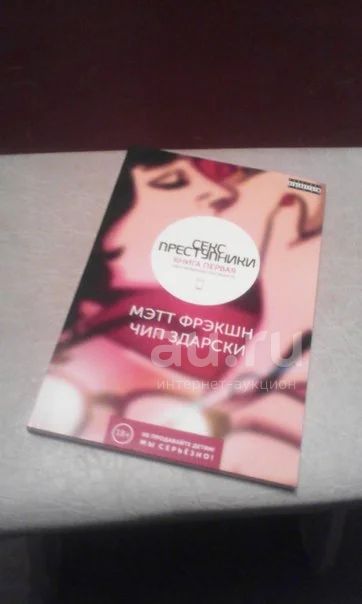 СЕКС
ПРЕСТУПНИКИ
КНИГА ПЕРВАЯ
МЭТТ ФРЭКШН
ЧИП ЗДАРСКИ
au.ru
интернет-аукцион
18+
НЕ ПРОДАВАЙТЕ ДЕТЯМ!
МЫ СЕРЬЁЗНО!